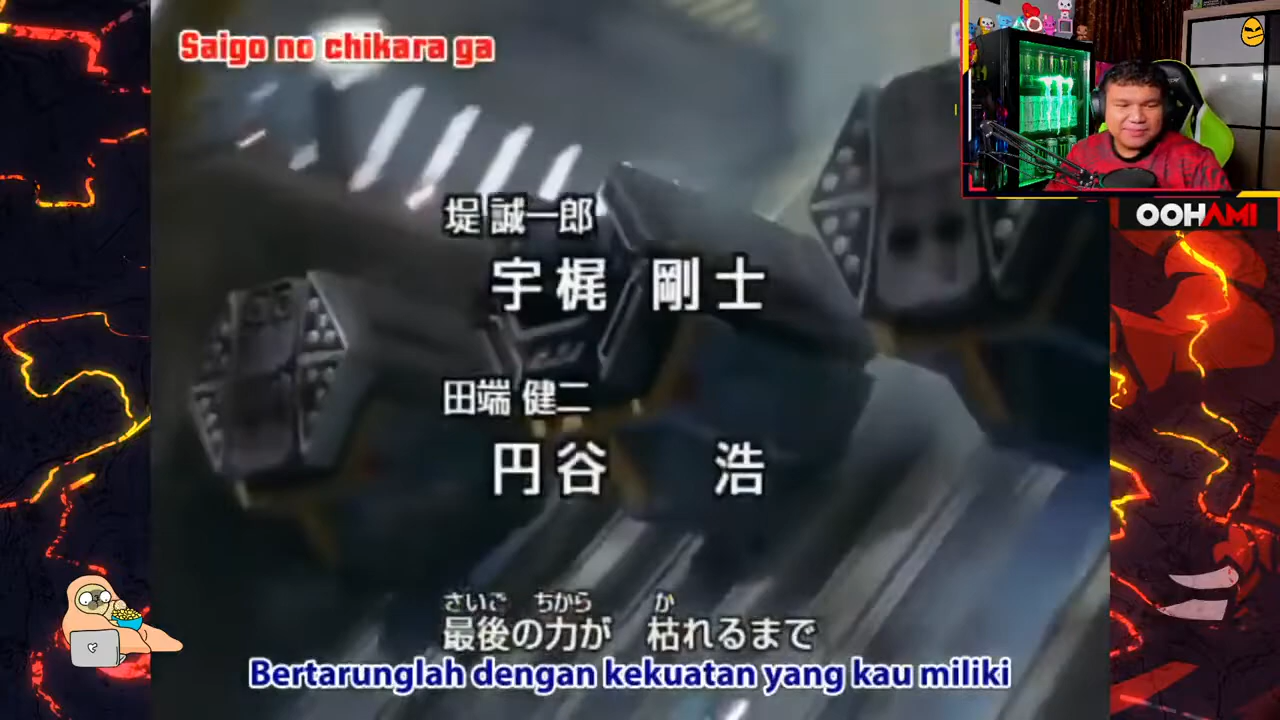 Saigo no chikara ga
OOHAMI
堤 誠一郎
宇梶 剛士
田端 健二
円谷 浩
さいご ちから か
最後の力が 枯れるまで
Bertarunglah dengan kekuatan yang kau miliki